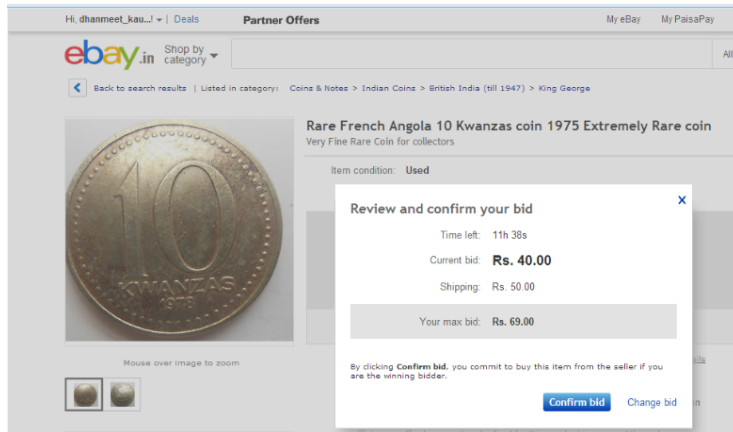 Hi, dhanmeet_kau...! | Deals Partner Offers My eBay My PaisaPay
ebay.in Shop by category All
Back to search results | Listed in category: Coins & Notes > Indian Coins > British India (till 1947) > King George
Rare French Angola 10 Kwanzas coin 1975 Extremely Rare coin
Very Fine Rare Coin for collectors
Item condition: Used
10
KWANZAS
Review and confirm your bid x
Time left: 11h 38s
Current bid: Rs. 40.00
Shipping: Rs. 50.00
Your max bid: Rs. 69.00
By clicking Confirm bid, you commit to buy this item from the seller if you
are the winning bidder.
Confirm bid Change bid
Mouse over image to zoom